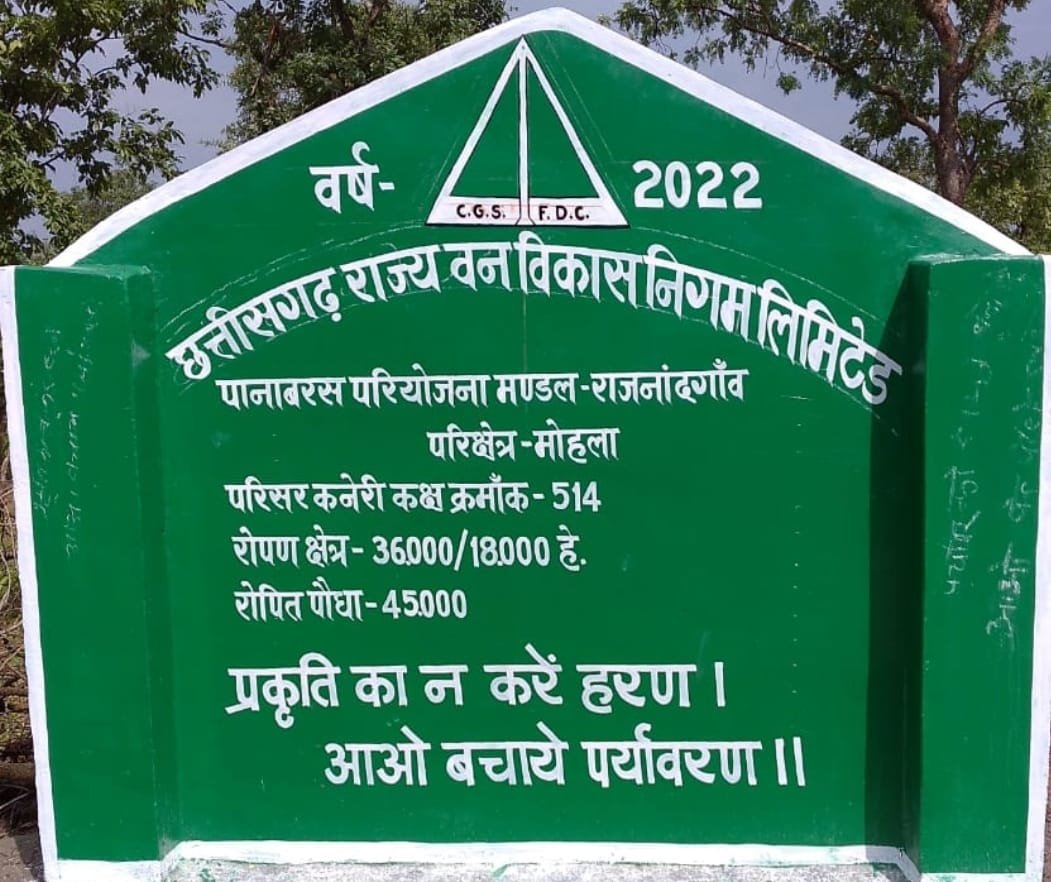 वर्ष- 2022
C.G.S. F.D.C.
छत्तीसगढ़ राज्य वन विकास निगम लिमिटेड
पानाबरस परियोजना मण्डल-राजनांदगाँव
परिक्षेत्र-मोहला
परिसर कनेरी कक्ष क्रमाँक-514
रोपण क्षेत्र-36.000/18.000 हे.
रोपित पौधा-45.000
प्रकृति का न करें हरण ।
आओ बचाये पर्यावरण ।।